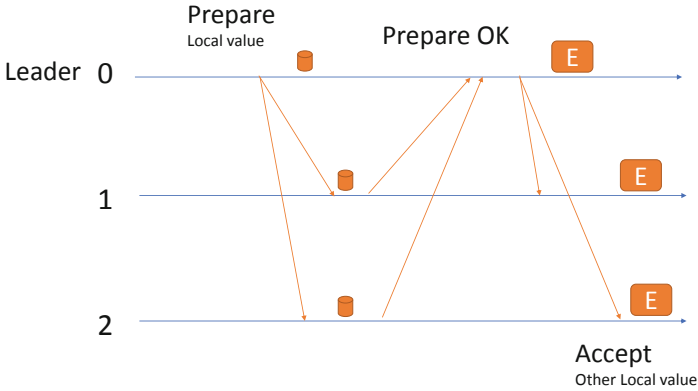 Prepare
Local value
Prepare OK
E
Leader 0
1
E
2
E
Accept
Other Local value